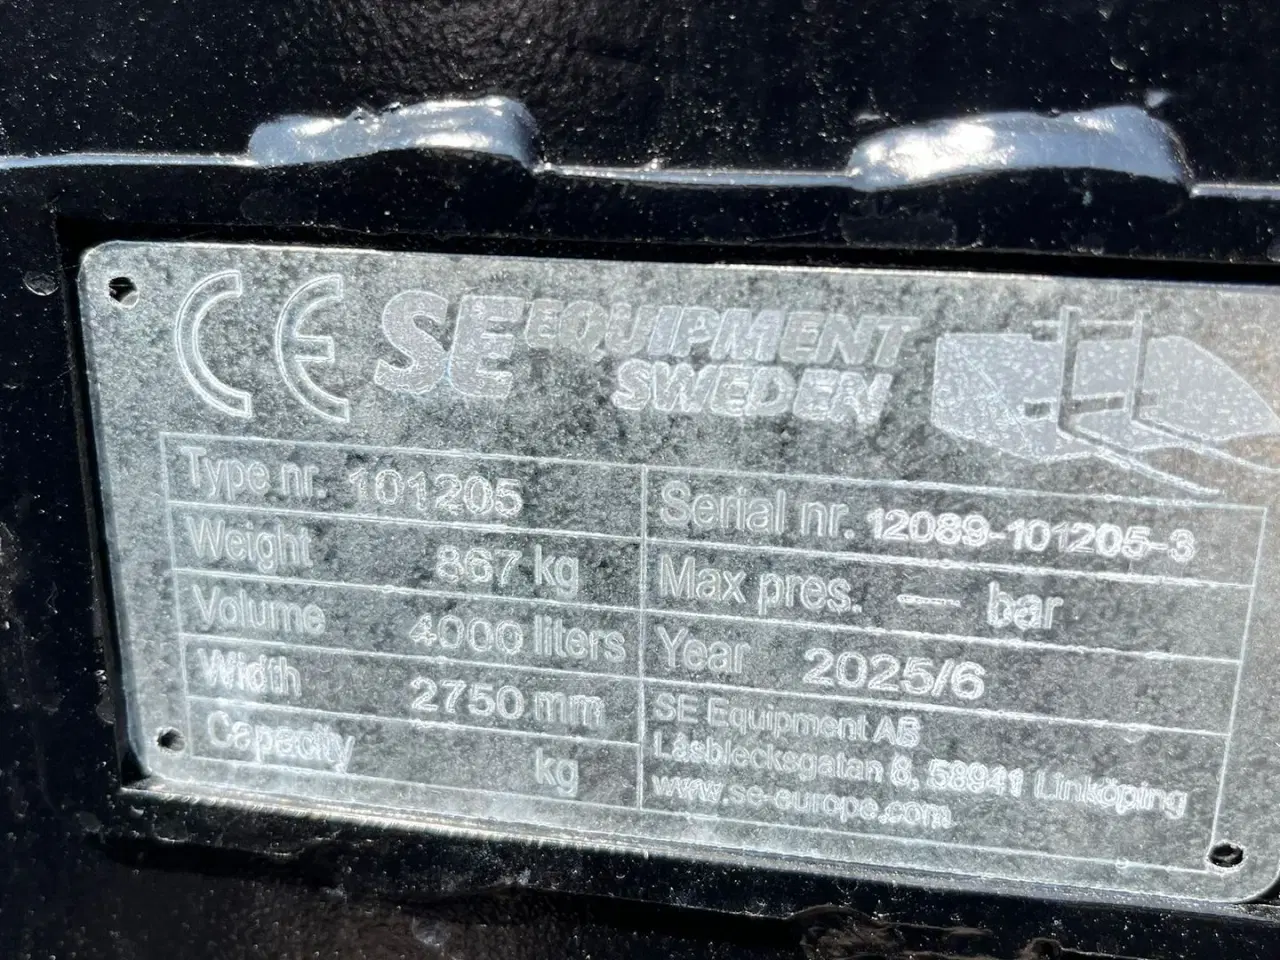 CE SE EQUIPMENT
SWEDEN
Type nr. 101205
Weight 867 kg
Volume 4000 liters
Width 2750 mm
Capacity kg
Serial nr. 12089-101205-3
Max pres. — bar
Year 2025/6
SE Equipment AB
Låsblecksgatan 8, 58941 Linköping
www.se-europe.com